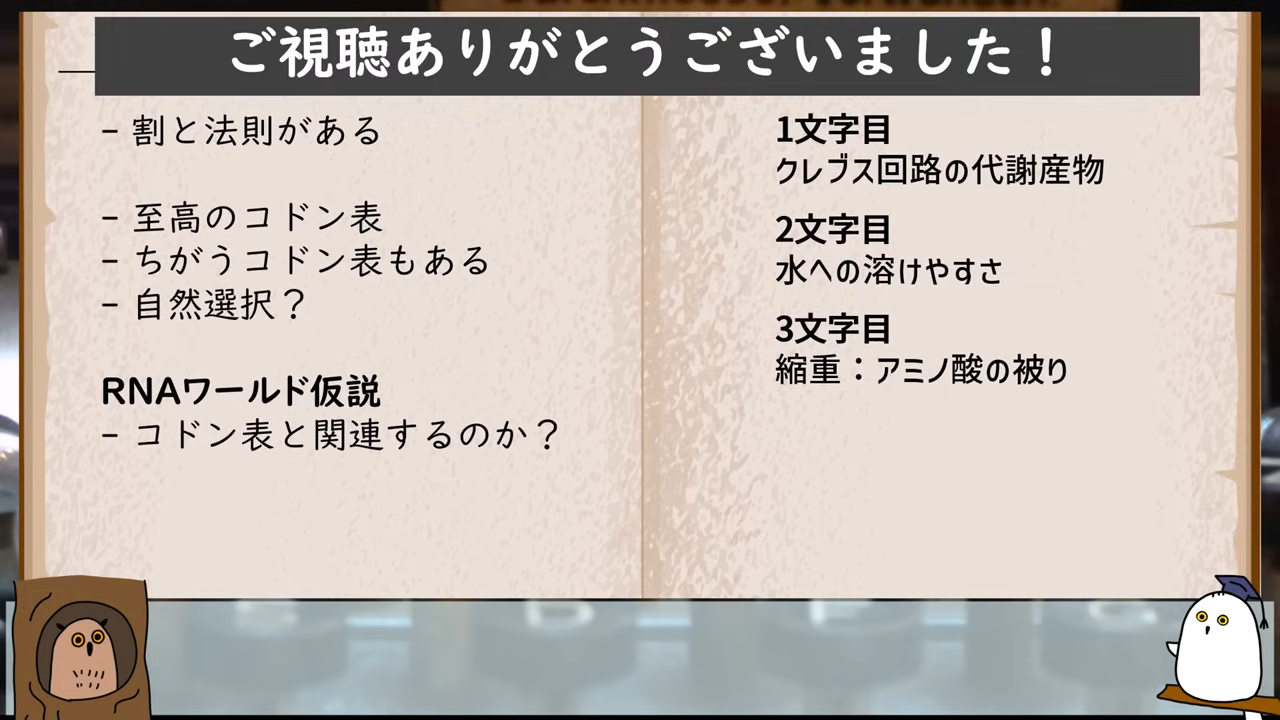 ご視聴ありがとうございました！
- 割と法則がある
- 至高のコドン表
- ちがうコドン表もある
- 自然選択？
RNAワールド仮説
- コドン表と関連するのか？
1文字目
クレブス回路の代謝産物
2文字目
水への溶けやすさ
3文字目
縮重：アミノ酸の被り